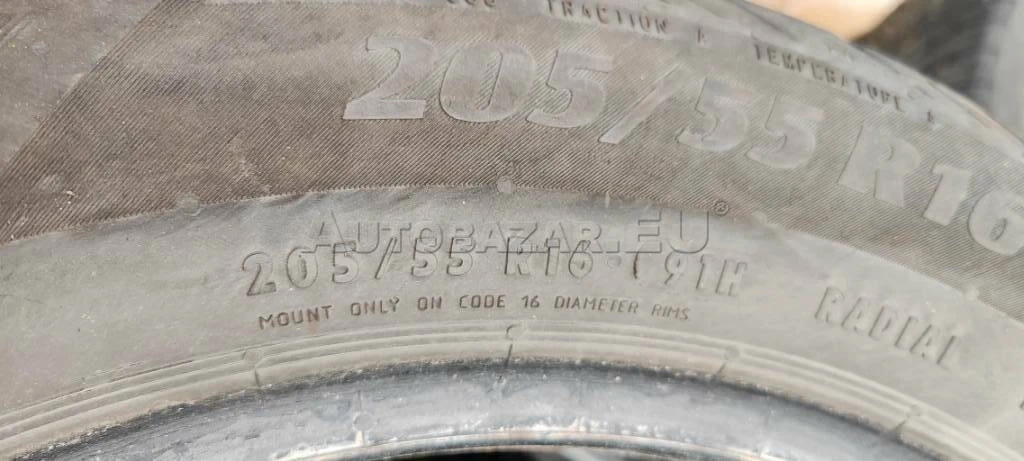 TRACTION A TEMPERATURE A
205/55 R16
AUTOBAZAR.EU®
205/55 R16 91H
MOUNT ONLY ON CODE 16 DIAMETER RIMS
RADIAL